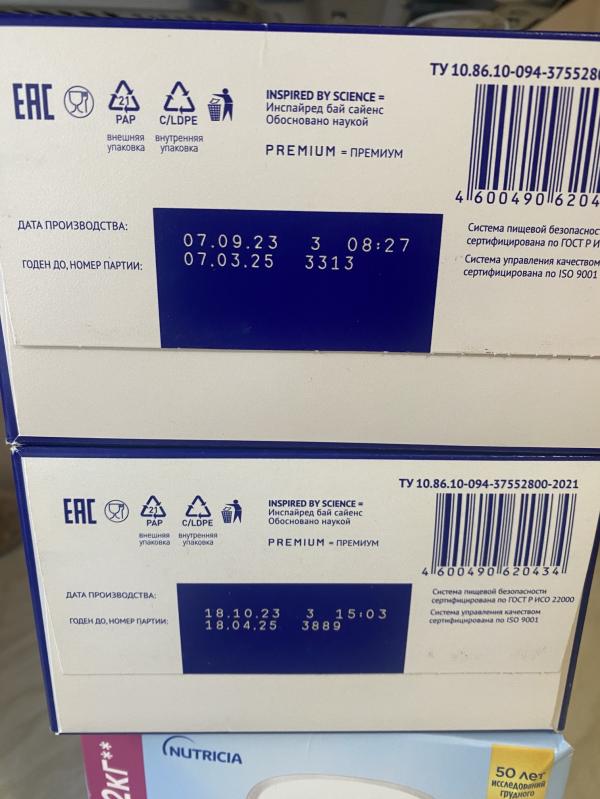 ТУ 10.86.10-094-3755280
EAC
21
PAP
внешняя
упаковка
C/LDPE
внутренняя
упаковка
INSPIRED BY SCIENCE =
Инспайред бай сайенс
Обосновано наукой
PREMIUM = ПРЕМИУМ
4 600490 6204
ДАТА ПРОИЗВОДСТВА:
07.09.23 3 08:27
ГОДЕН ДО, НОМЕР ПАРТИИ:
07.03.25 3313
Система пищевой безопаснос
сертифицирована по ГОСТ Р И
Система управления качеством
сертифицирована по ISO 9001
ТУ 10.86.10-094-37552800-2021
EAC
21
PAP
внешняя
упаковка
C/LDPE
внутренняя
упаковка
INSPIRED BY SCIENCE =
Инспайред бай сайенс
Обосновано наукой
PREMIUM = ПРЕМИУМ
4 600490 620434
ДАТА ПРОИЗВОДСТВА:
18.10.23 3 15:03
ГОДЕН ДО, НОМЕР ПАРТИИ:
18.04.25 3889
Система пищевой безопасности
сертифицирована по ГОСТ Р ИСО 22000
Система управления качеством
сертифицирована по ISO 9001
2кг**
NUTRICIA
50 ЛЕТ
ИССЛЕДОВАНИЙ
ГРУДНОГО